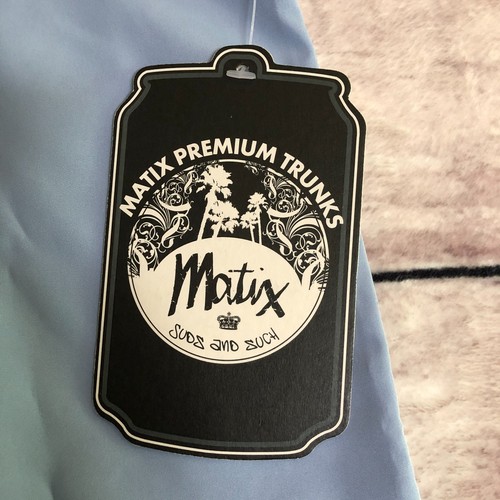 MATIX PREMIUM TRUNKS
Matix
SUDS AND SUCH